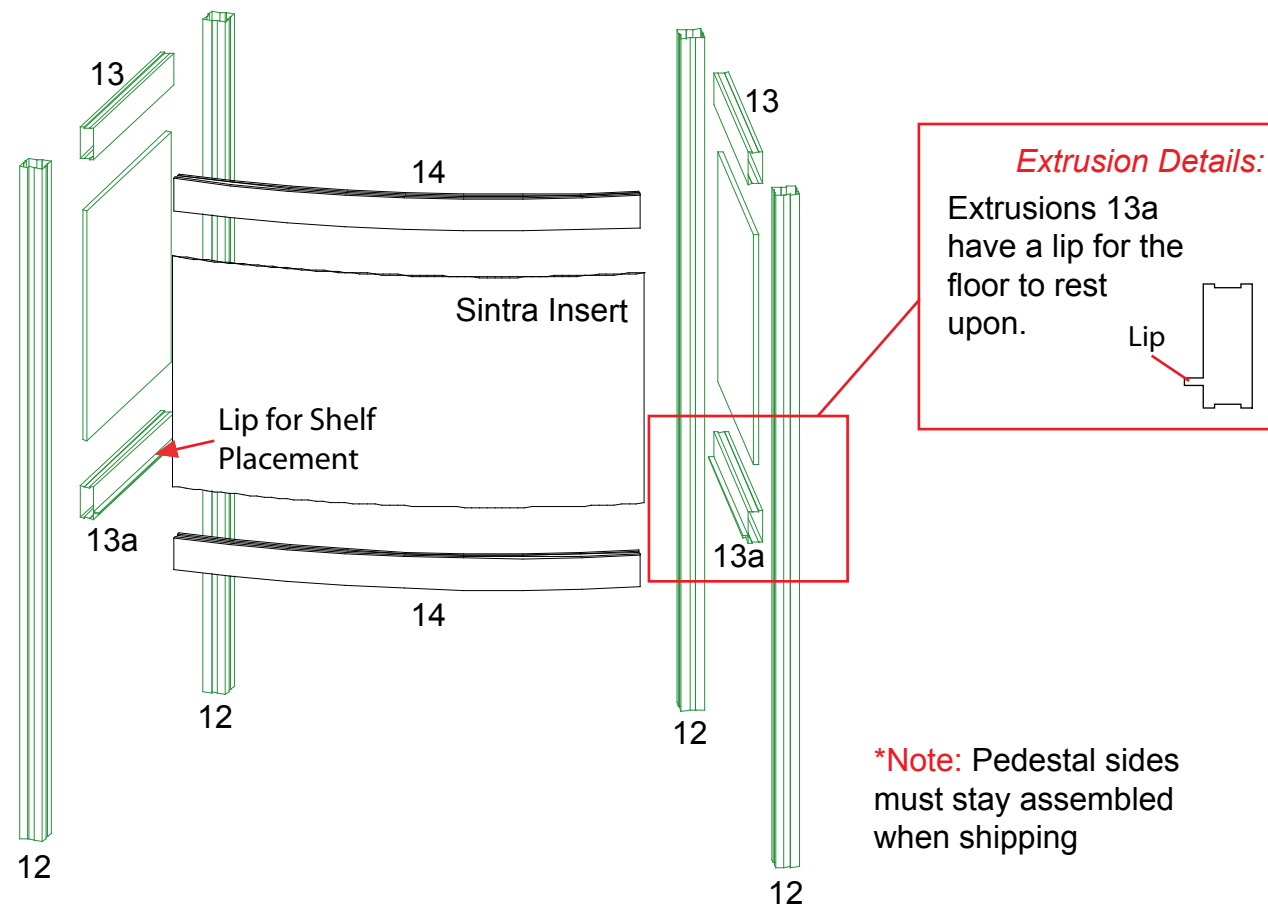 13
13
14
Extrusion Details:
Extrusions 13a
have a lip for the
floor to rest
upon.
Lip
Sintra Insert
Lip for Shelf
Placement
13a
13a
14
12
12
*Note: Pedestal sides
must stay assembled
when shipping
12
12